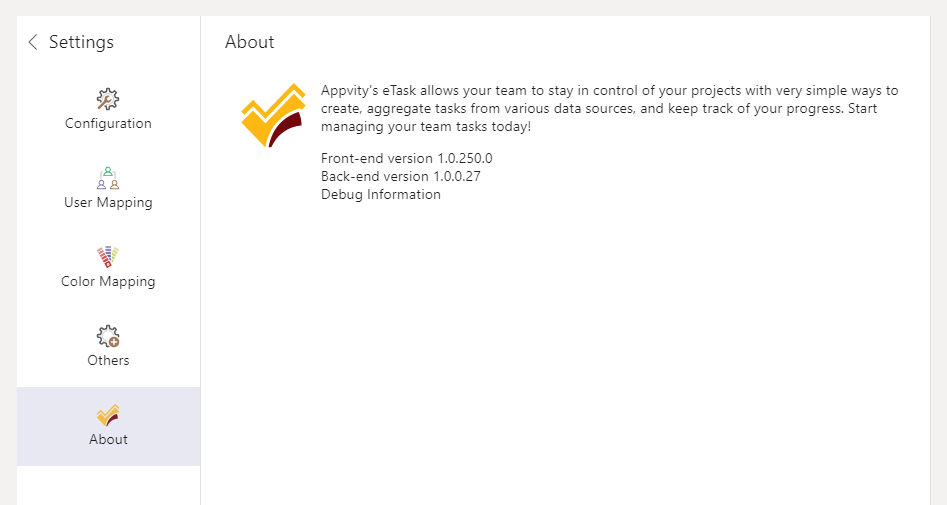 Settings
Configuration
User Mapping
Color Mapping
Others
About
About
Appvity's eTask allows your team to stay in control of your projects with very simple ways to
create, aggregate tasks from various data sources, and keep track of your progress. Start
managing your team tasks today!
Front-end version 1.0.250.0
Back-end version 1.0.0.27
Debug Information